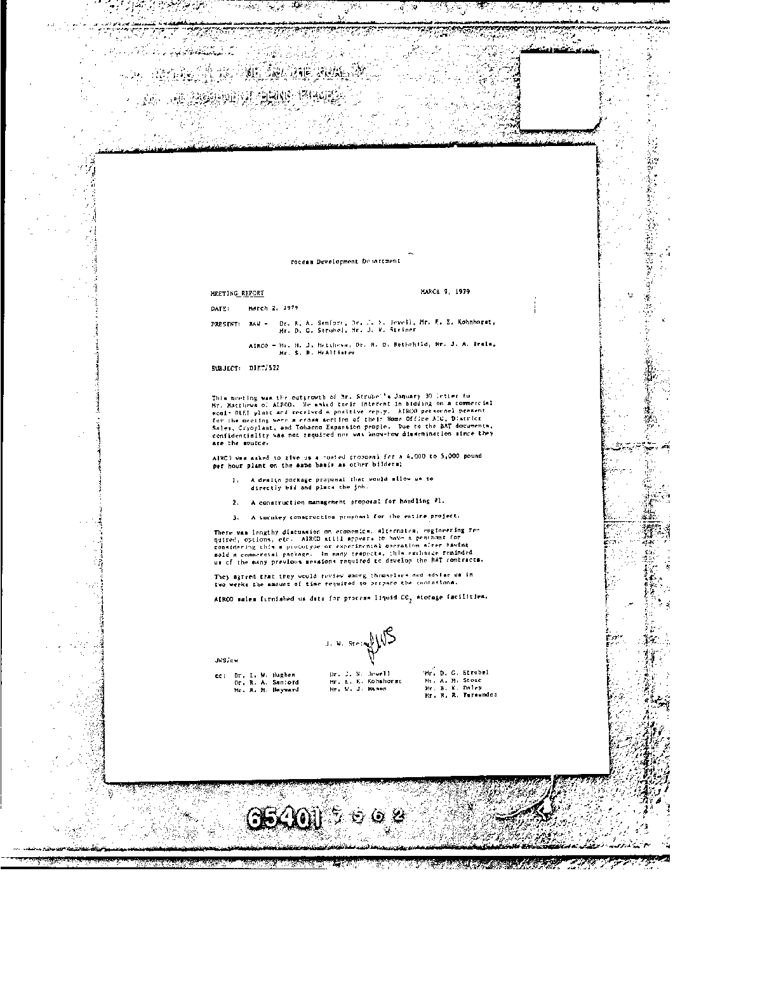 Process Development Department
MEETING REPORT MARCH 9, 1979
DATE: March 2, 1979
PRESENT: B&W - Dr. R. A. Sanford, Dr. J. N. Jewell, Mr. E. E. Kohnhorst,
Mr. D. G. Strubel, Mr. J. W. Steiner
AIRCO - Mr. H. J. Matthews, Dr. R. D. Rothchild, Mr. J. A.
Mr. S. B. McAllister
SUBJECT: DIET/522
This meeting was the outgrowth of Mr. Strubel's January 30 letter to
Mr. Matthews of AIRCO. We asked their interest in bidding on a commercial
DIET plant and received a positive reply. AIRCO personnel present
for the meeting were a cross section of their Home Office AIG, District
Sales, Cryoplant, and Tobacco Expansion people. Due to the BAT documents,
confidentiality was not required nor was know-how dissemination since they
are the source.
AIRCO was asked to give us a costed proposal for a 4,000 to 5,000 pound
per hour plant on the same basis as other bidders;
1. A design package proposal that would allow us to
directly bid and place the job.
2. A construction management proposal for handling #1.
3. A turnkey construction proposal for the entire project.
There was lengthy discussion on economics, alternates, engineering re-
quired, options, etc. AIRCO still appears to have a penchant for
considering this a prototype or experimental operation after having
sold a commercial package. In many respects, this exchange reminded
us of the many previous sessions required to develop the BAT contracts.
They agreed that they would review among themselves and advise us in
two weeks the amount of time required to prepare the quotations.
AIRCO sales furnished us data for process liquid CO2 storage facilities.
J. W. Steiner JWS
JWS/cw
cc: Dr. I. W. Hughes Dr. J. N. Jewell Mr. D. G. Strubel
Dr. R. A. Sanford Mr. E. E. Kohnhorst Mr. A. M. Stone
Mr. R. M. Hayward Mr. W. J. Mr. B. K. Foley
Mr. R. R. Fernandez
654017962